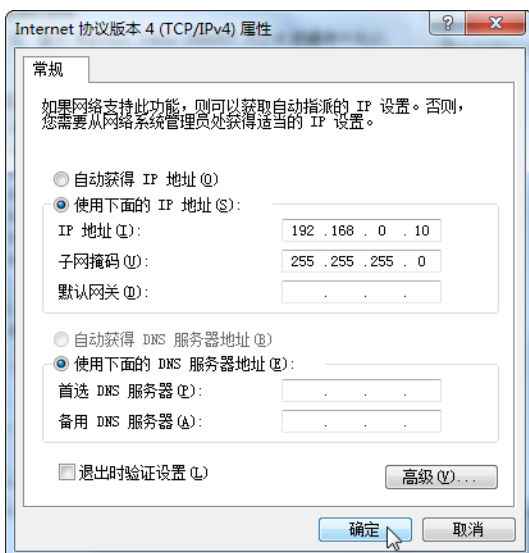 Internet 协议版本 4 (TCP/IPv4) 属性
常规
如果网络支持此功能，则可以获取自动指派的 IP 设置。否则，
您需要从网络系统管理员处获得适当的 IP 设置。
自动获得 IP 地址(O)
使用下面的 IP 地址(S):
IP 地址(I): 192 .168 . 0 . 10
子网掩码(U): 255 .255 .255 . 0
默认网关(D): . . .
自动获得 DNS 服务器地址(B)
使用下面的 DNS 服务器地址(E):
首选 DNS 服务器(P): . . .
备用 DNS 服务器(A): . . .
退出时验证设置(L)
高级(V)...
确定 取消